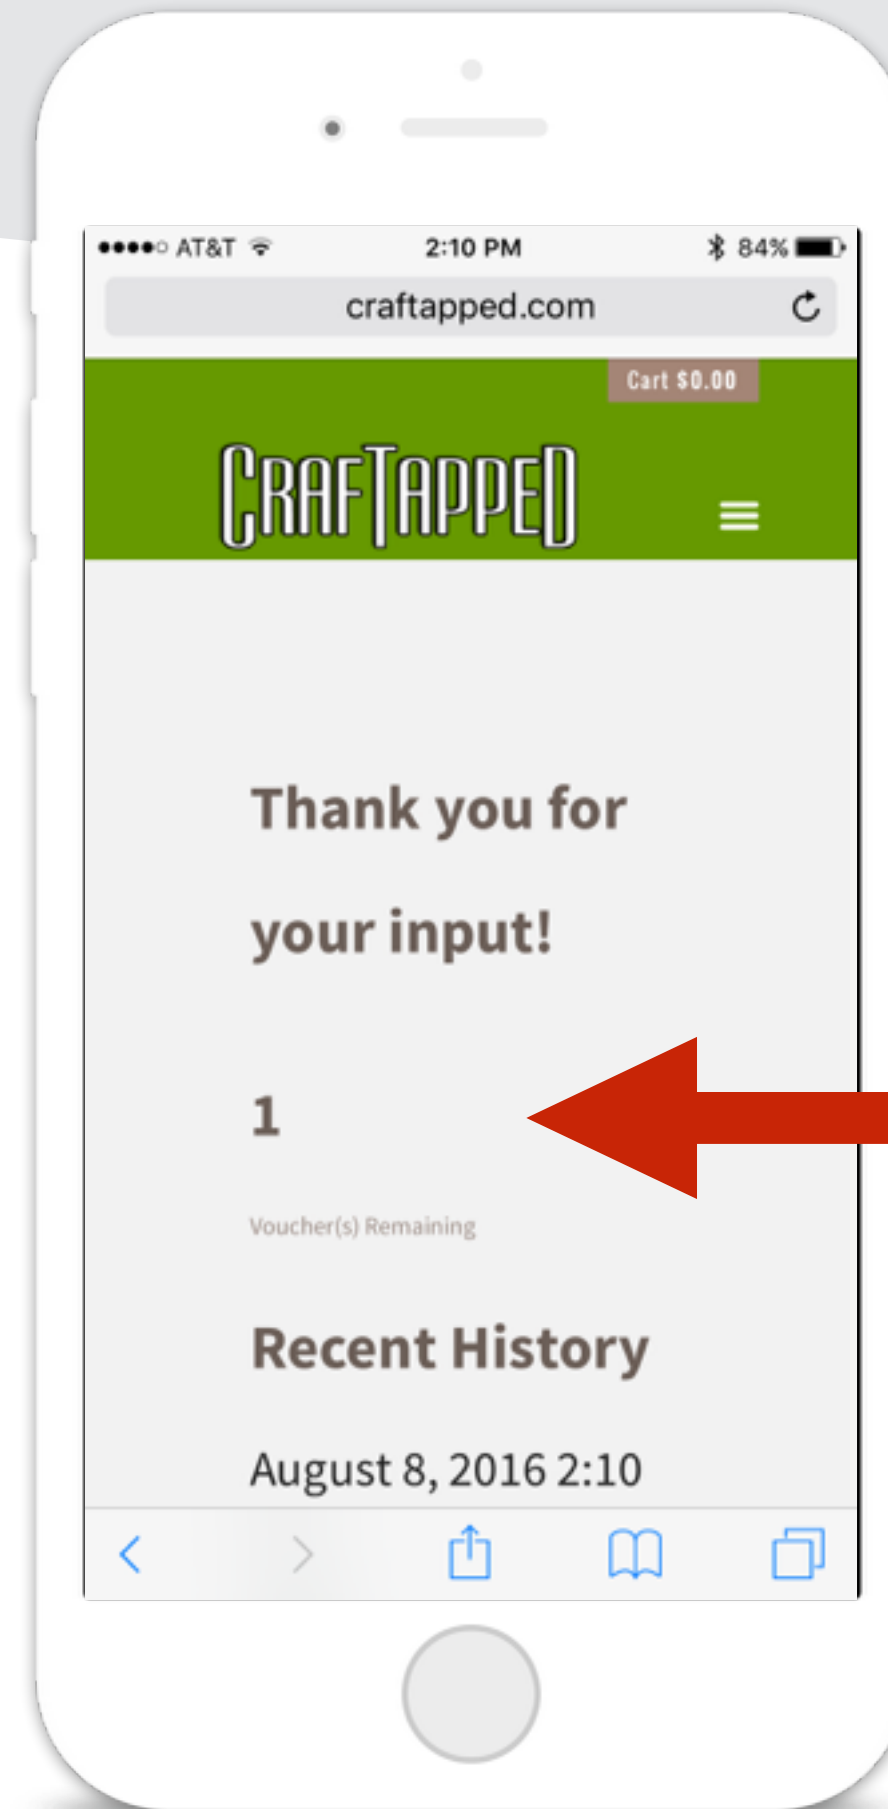 AT&T 2:10 PM 84%
craftapped.com
Cart $0.00
CRAFTAPPED
Thank you for
your input!
1
Voucher(s) Remaining
Recent History
August 8, 2016 2:10